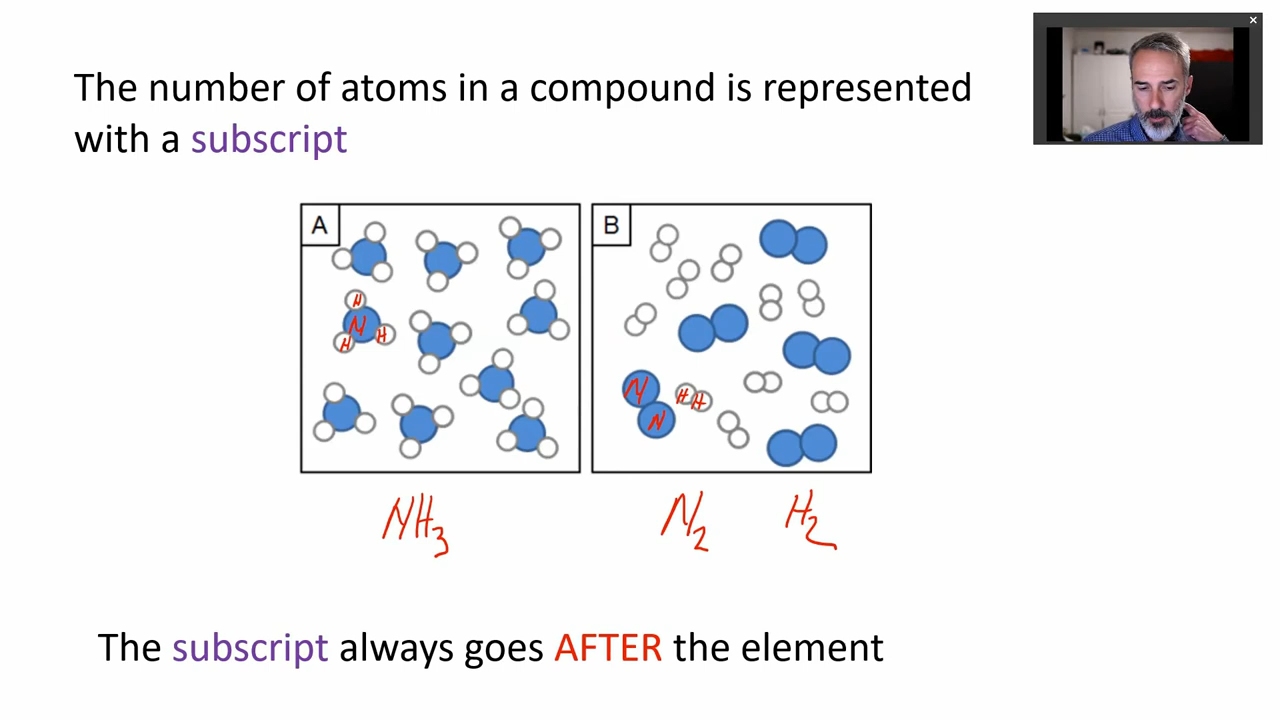 The number of atoms in a compound is represented
with a subscript
A
B
H
N
H
H
N
N
H H
NH₃
N₂
H₂
The subscript always goes AFTER the element